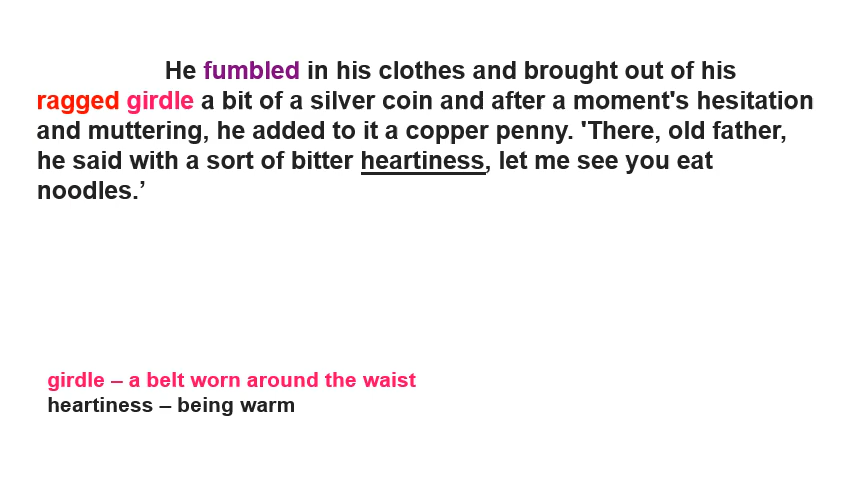 He fumbled in his clothes and brought out of his
ragged girdle a bit of a silver coin and after a moment's hesitation
and muttering, he added to it a copper penny. 'There, old father,
he said with a sort of bitter heartiness, let me see you eat
noodles.’
girdle – a belt worn around the waist
heartiness – being warm